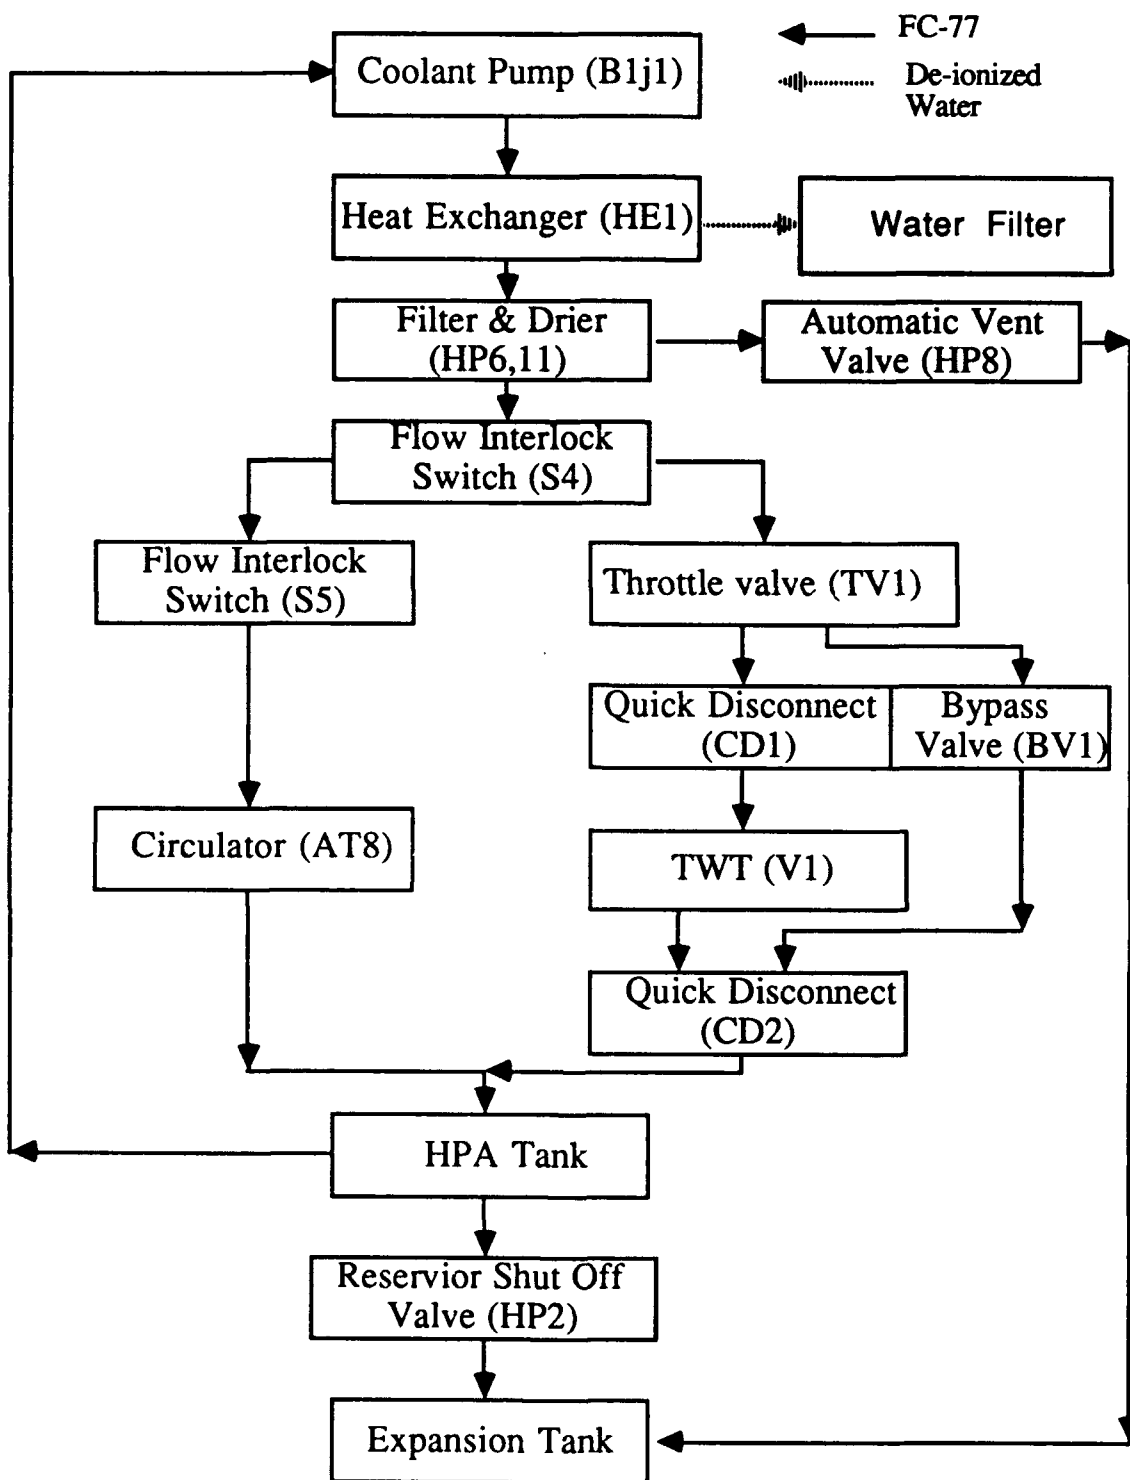 FC-77
De-ionized
Water
Coolant Pump (B1j1)
Heat Exchanger (HE1)
Water Filter
Filter & Drier
(HP6,11)
Automatic Vent
Valve (HP8)
Flow Interlock
Switch (S4)
Flow Interlock
Switch (S5)
Throttle valve (TV1)
Quick Disconnect
(CD1)
Bypass
Valve (BV1)
Circulator (AT8)
TWT (V1)
Quick Disconnect
(CD2)
HPA Tank
Reservior Shut Off
Valve (HP2)
Expansion Tank